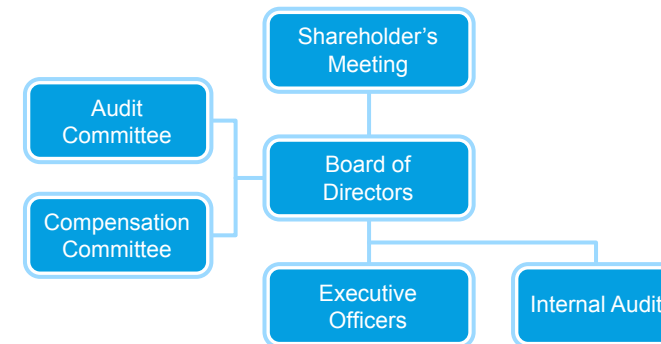 Shareholder's
Meeting
Audit
Committee
Board of
Directors
Compensation
Committee
Executive
Officers
Internal Audit